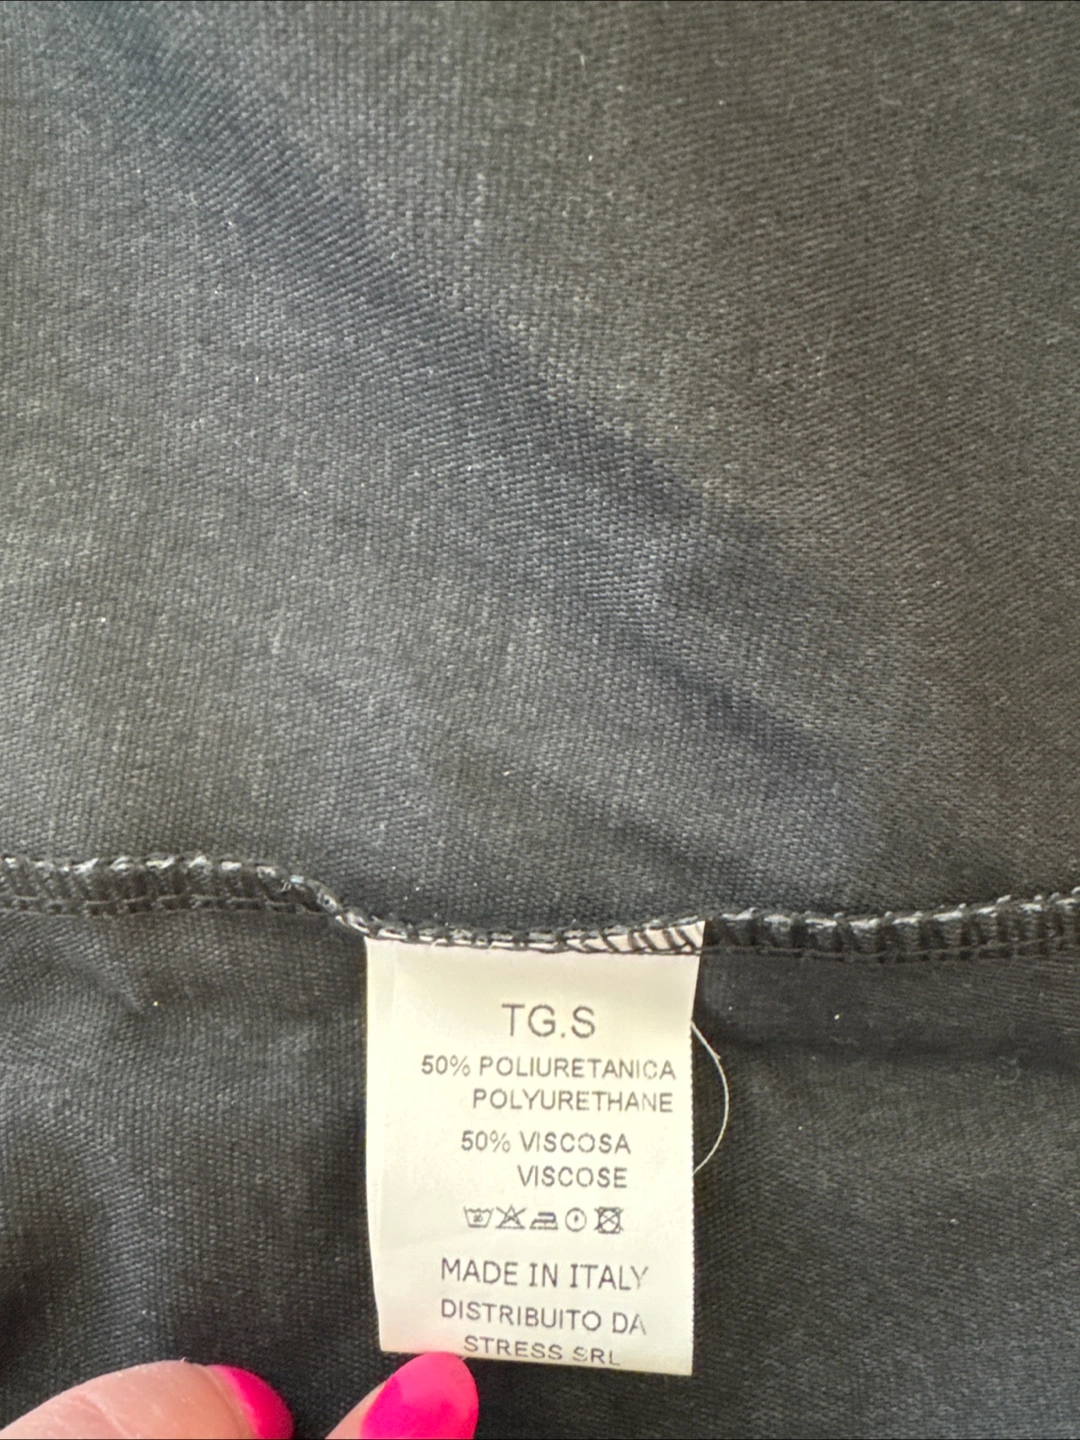 TG.S
50% POLIURETANICA
POLYURETHANE
50% VISCOSA
VISCOSE
MADE IN ITALY
DISTRIBUITO DA
STRESS SRL